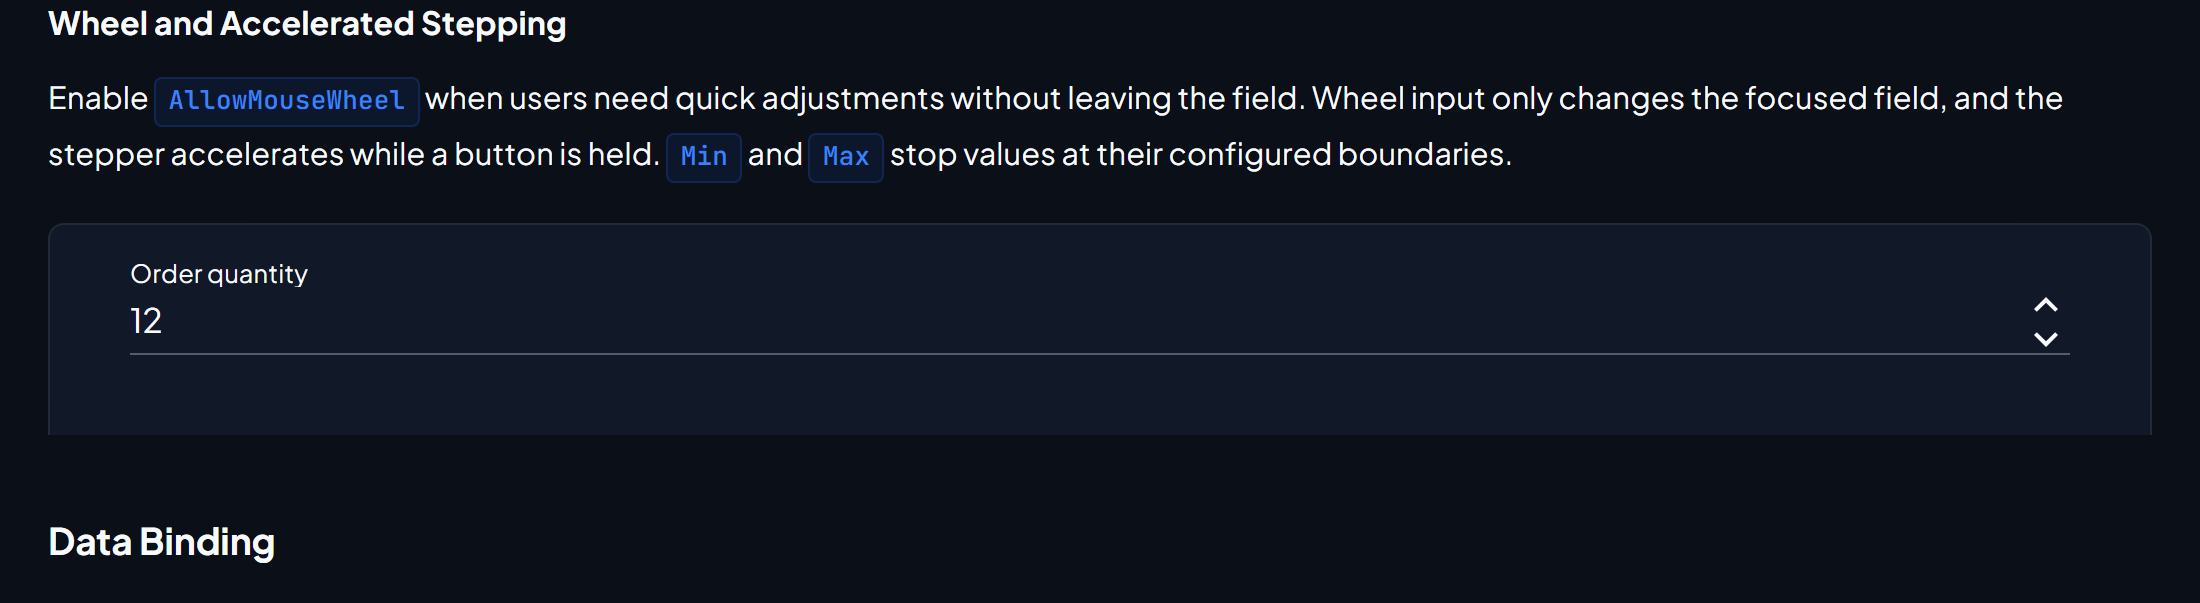 Wheel and Accelerated Stepping
Enable AllowMouseWheel when users need quick adjustments without leaving the field. Wheel input only changes the focused field, and the
stepper accelerates while a button is held. Min and Max stop values at their configured boundaries.
Order quantity
12
Data Binding